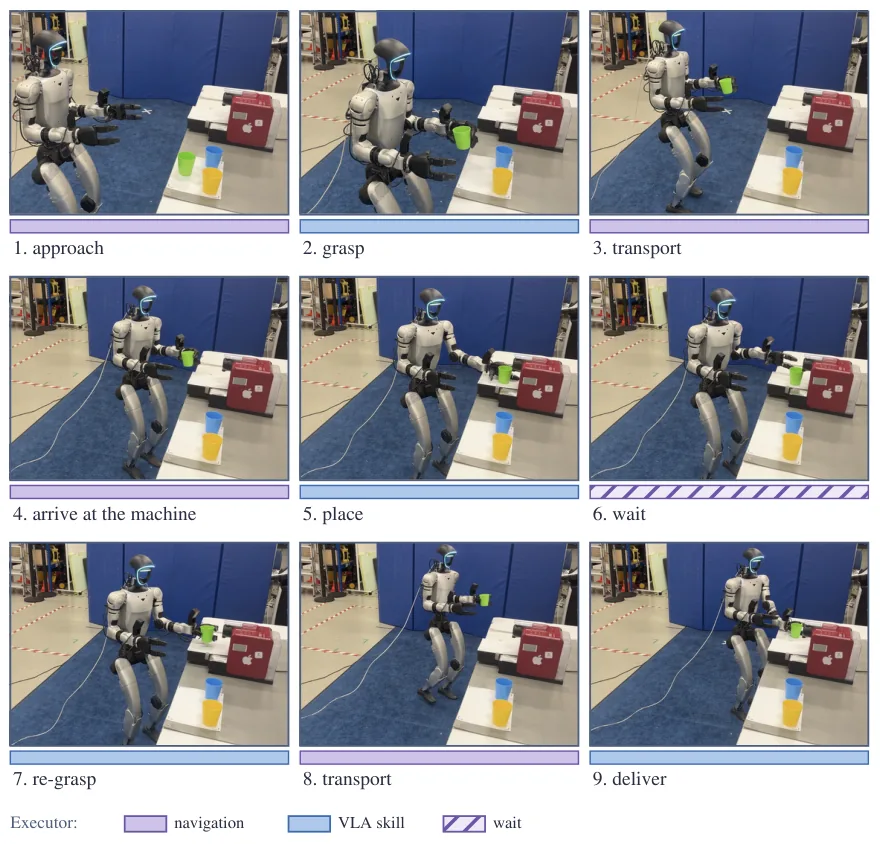 1. approach
2. grasp
3. transport
4. arrive at the machine
5. place
6. wait
7. re-grasp
8. transport
9. deliver
Executor: navigation VLA skill wait